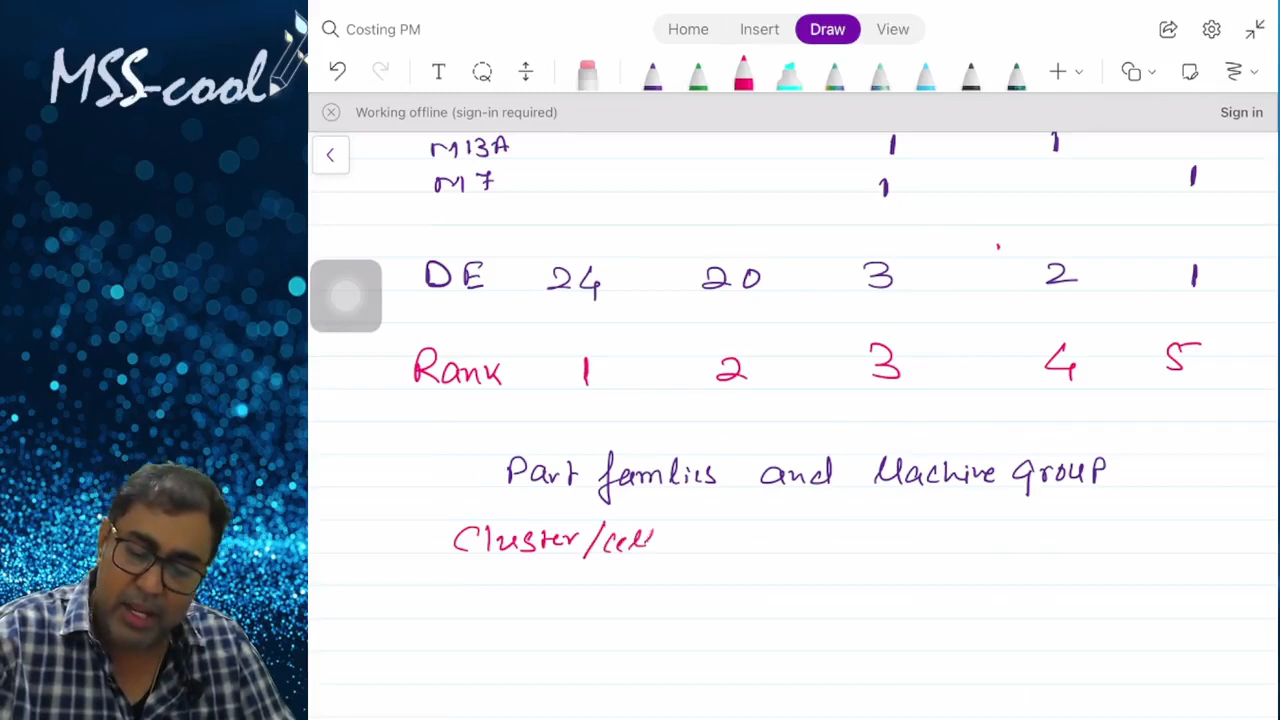 MSS-cool
Costing PM
Home Insert Draw View
T
Working offline (sign-in required)
Sign in
M13A 1 1
M7 1 1
DE 24 20 3 2 1
Rank 1 2 3 4 5
Part families and Machine group
Cluster/cell